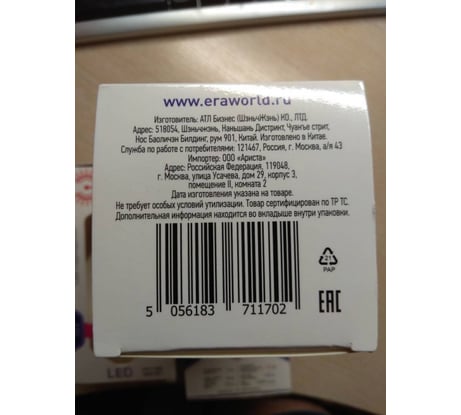 www.eraworld.ru
Изготовитель: АТЛ Бизнес (ШэньчЖэнь) КО., ЛТД.
Адрес: 518054, Шэньчжэнь, Наньшань Дистрикт, Чуангъе стрит,
Нос Баоличэн Билдинг, рум 901, Китай. Изготовлено в Китае.
Служба по работе с потребителями: 121467, Россия, г. Москва, а/я 43
Импортер: ООО «Ариста»
Адрес: Российская Федерация, 119048,
г. Москва, улица Усачева, дом 29, корпус 3,
помещение II, комната 2
Дата изготовления указана на товаре.
Не требует особых условий утилизации. Товар сертифицирован по ТР ТС.
Дополнительная информация находится во вкладыше внутри упаковки.
21
PAP
5 056183 711702
EAC
LED